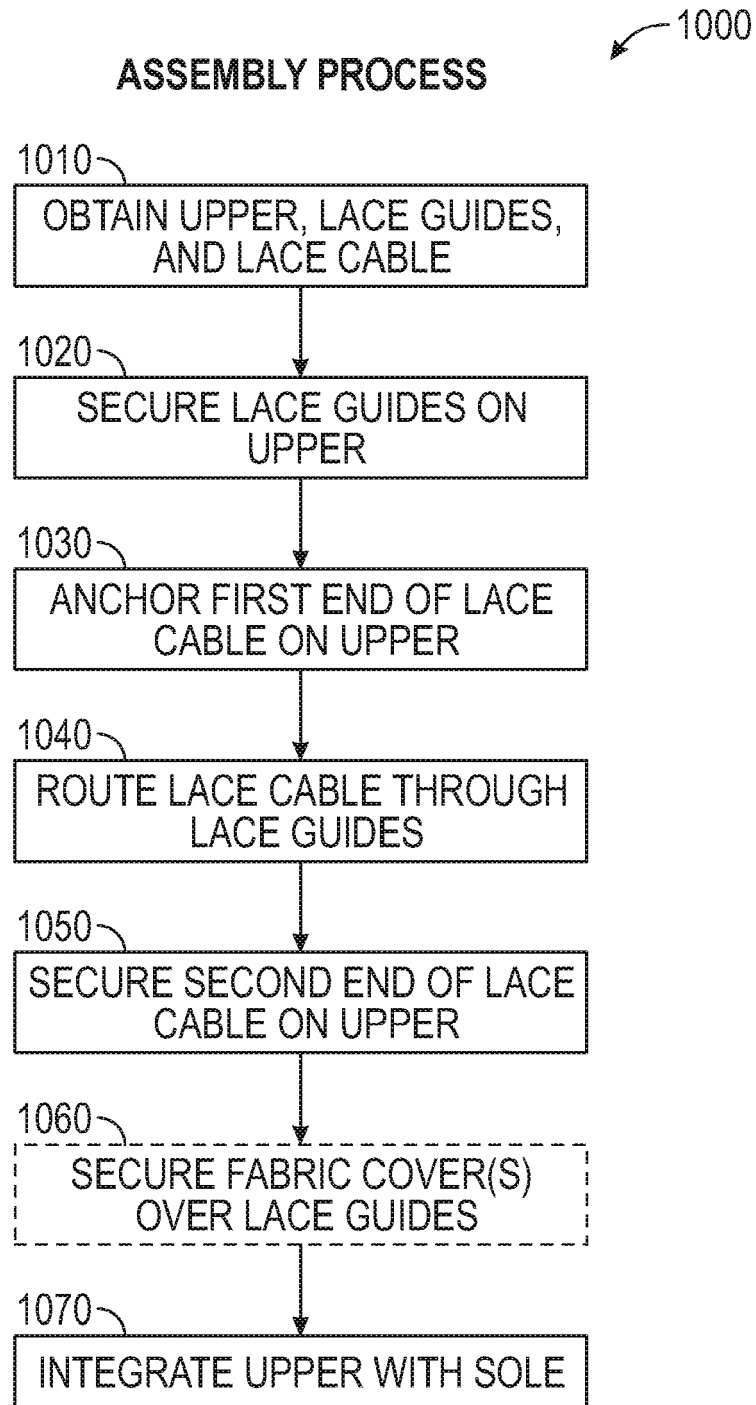 1000
ASSEMBLY PROCESS
1010
OBTAIN UPPER, LACE GUIDES,
AND LACE CABLE
1020
SECURE LACE GUIDES ON
UPPER
1030
ANCHOR FIRST END OF LACE
CABLE ON UPPER
1040
ROUTE LACE CABLE THROUGH
LACE GUIDES
1050
SECURE SECOND END OF LACE
CABLE ON UPPER
1060
SECURE FABRIC COVER(S)
OVER LACE GUIDES
1070
INTEGRATE UPPER WITH SOLE